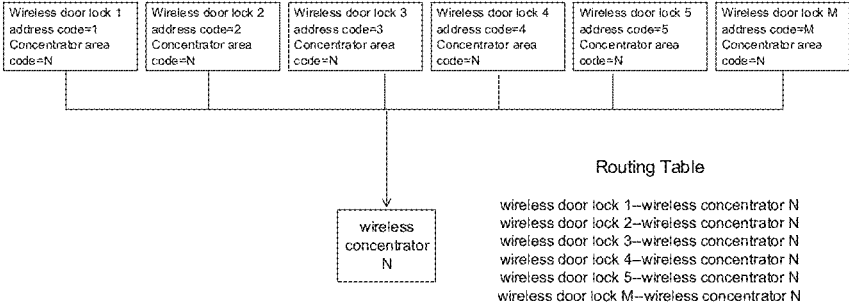 Wireless door lock 1
address code=1
Concentrator area
code=N
Wireless door lock 2
address code=2
Concentrator area
code=N
Wireless door lock 3
address code=3
Concentrator area
code=N
Wireless door lock 4
address code=4
Concentrator area
code=N
Wireless door lock 5
address code=5
Concentrator area
code=N
Wireless door lock M
address code=M
Concentrator area
code=N
wireless
concentrator
N
Routing Table
wireless door lock 1--wireless concentrator N
wireless door lock 2--wireless concentrator N
wireless door lock 3--wireless concentrator N
wireless door lock 4--wireless concentrator N
wireless door lock 5--wireless concentrator N
wireless door lock M--wireless concentrator N